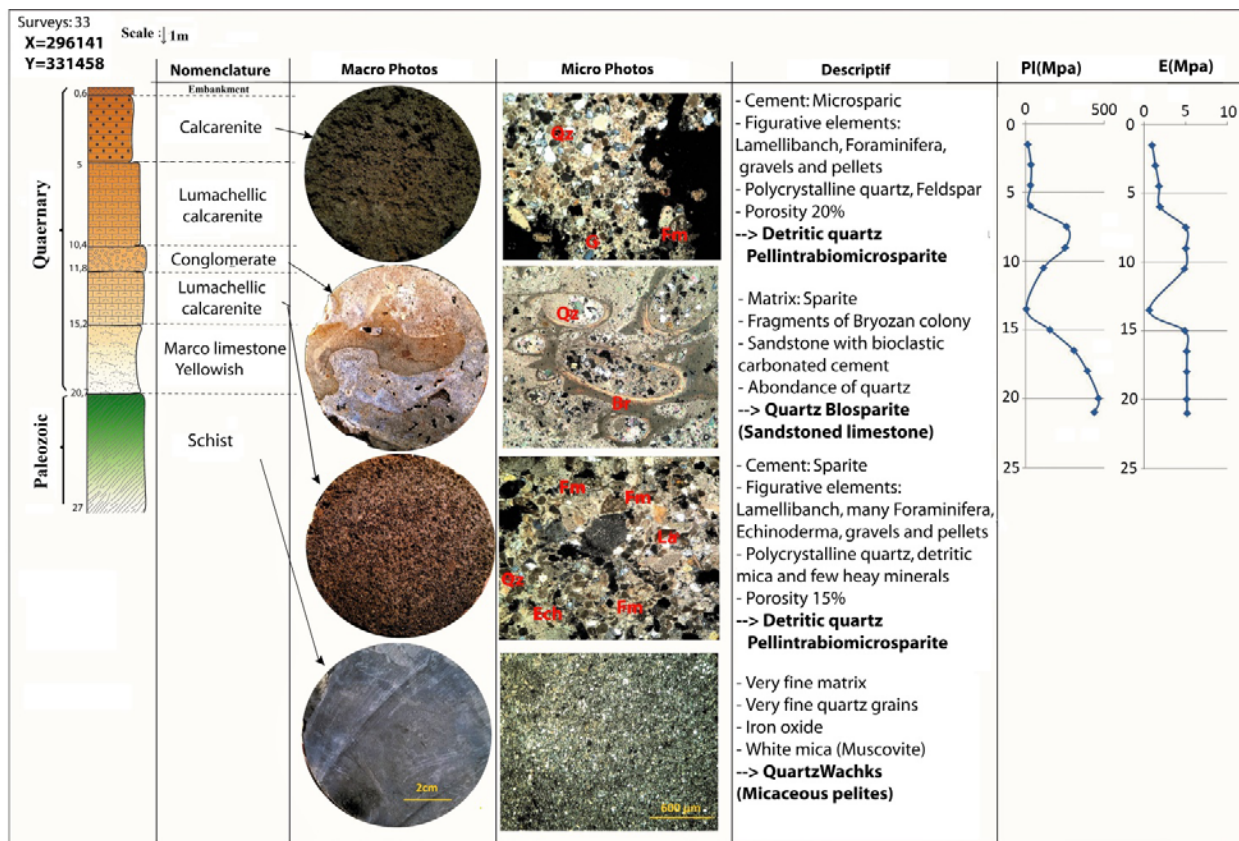 Surveys: 33
X=296141
Y=331458
Scale : 1m
Nomenclature
Macro Photos
Micro Photos
Descriptif
Pl(Mpa)
E(Mpa)
Quaernary
Paleozoic
0,6
5
10,4
11,8
15,2
20,7
27
Embankment
Calcarenite
Lumachellic
calcarenite
Conglomerate
Lumachellic
calcarenite
Marco limestone
Yellowish
Schist
2cm
Qz
G
Fm
Qz
Br
Fm
Fm
La
Qz
Ech
Fm
600 µm
- Cement: Microsparic
- Figurative elements:
Lamellibanch, Foraminifera,
gravels and pellets
- Polycrystalline quartz, Feldspar
- Porosity 20%
--> Detritic quartz
Pellintrabiomicrosparite
- Matrix: Sparite
- Fragments of Bryozan colony
- Sandstone with bioclastic
carbonated cement
- Abondance of quartz
--> Quartz Blosparite
(Sandstoned limestone)
- Cement: Sparite
- Figurative elements:
Lamellibanch, many Foraminifera,
Echinoderma, gravels and pellets
- Polycrystalline quartz, detritic
mica and few heay minerals
- Porosity 15%
--> Detritic quartz
Pellintrabiomicrosparite
- Very fine matrix
- Very fine quartz grains
- Iron oxide
- White mica (Muscovite)
--> QuartzWachks
(Micaceous pelites)
0 500
0
5
10
15
20
25
0 5 10
0
5
10
15
20
25